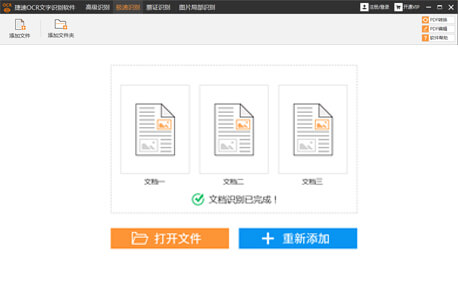 OCR 捷速OCR文字识别软件 高级识别 极速识别 票证识别 图片局部识别 注册/登录 开通VIP
添加文件 添加文件夹
PDF转换
PDF编辑
软件帮助
文档一 文档二 文档三
文档识别已完成！
打开文件 重新添加